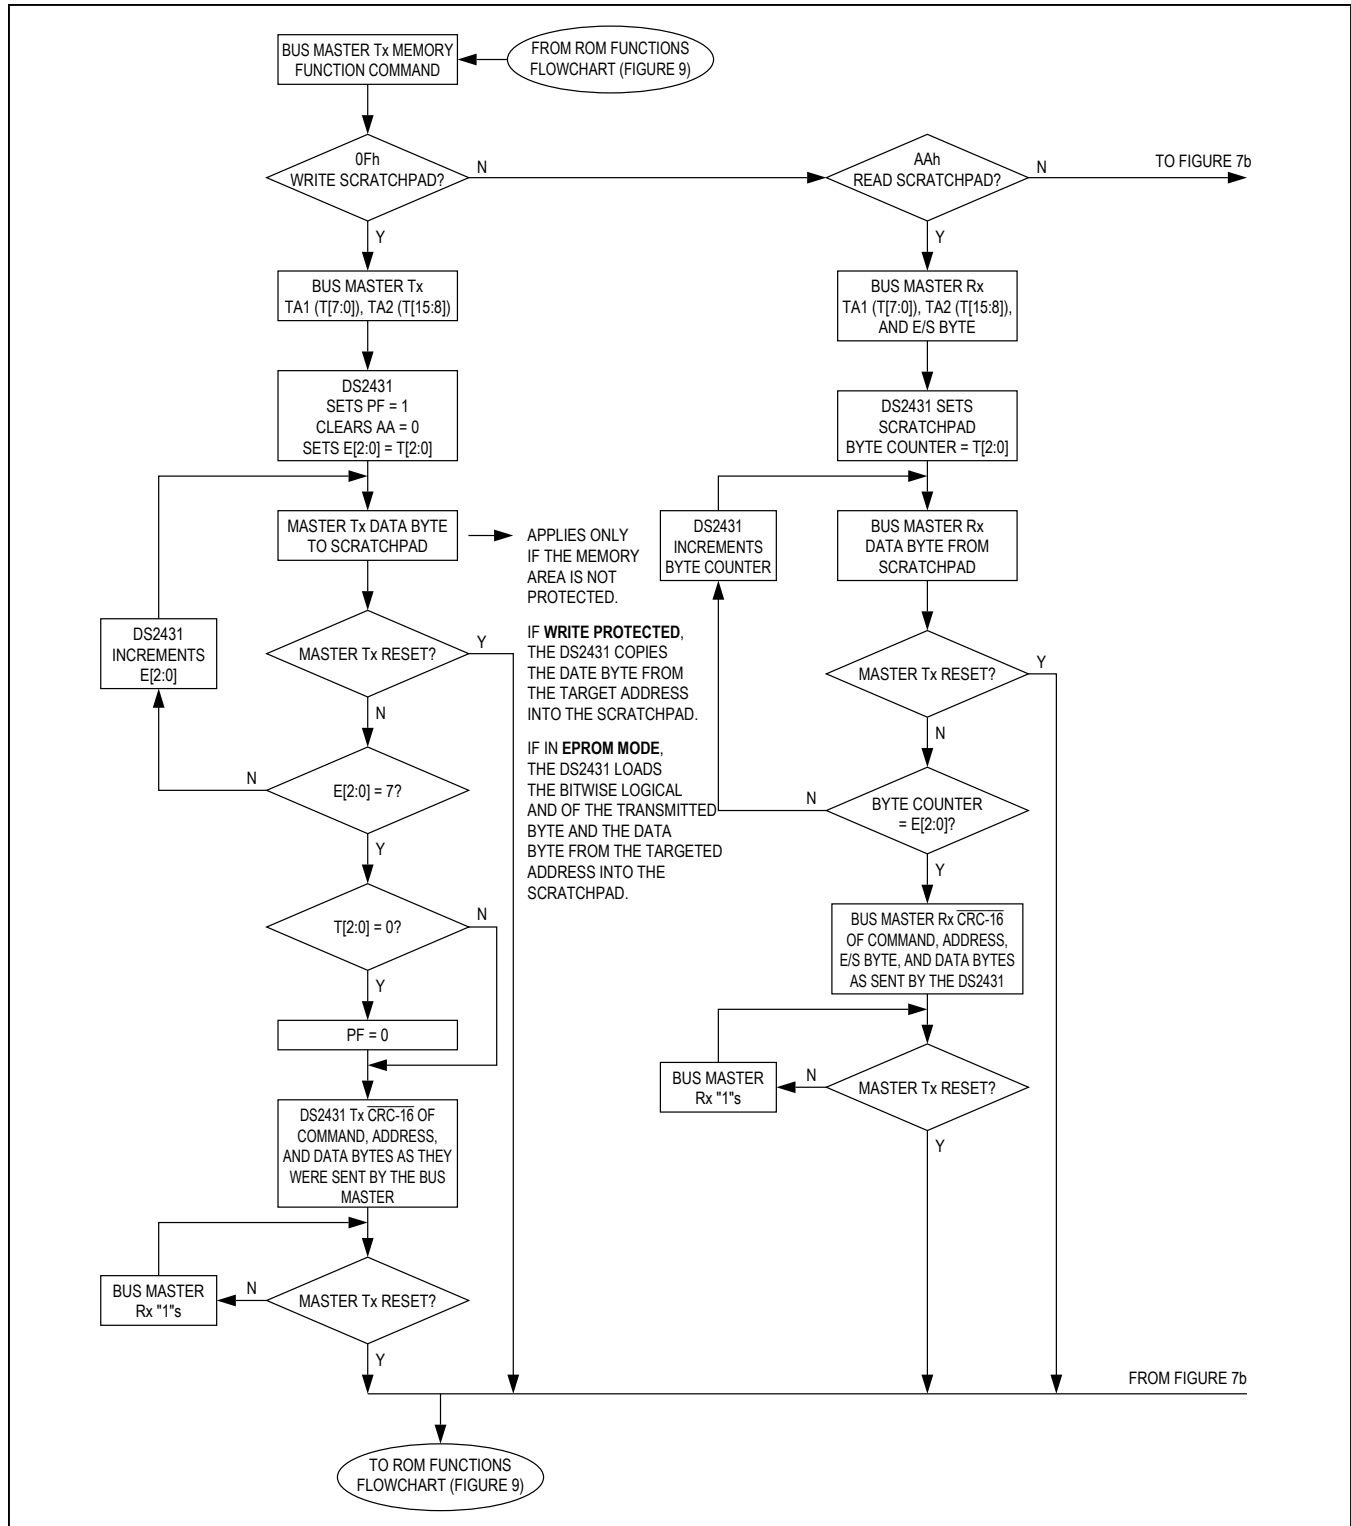 BUS MASTER Tx MEMORY
FUNCTION COMMAND
FROM ROM FUNCTIONS
FLOWCHART (FIGURE 9)
0Fh
WRITE SCRATCHPAD?
N
Y
AAh
READ SCRATCHPAD?
N
Y
TO FIGURE 7b
BUS MASTER Tx
TA1 (T[7:0]), TA2 (T[15:8])
DS2431
SETS PF = 1
CLEARS AA = 0
SETS E[2:0] = T[2:0]
MASTER Tx DATA BYTE
TO SCRATCHPAD
APPLIES ONLY
IF THE MEMORY
AREA IS NOT
PROTECTED.
IF WRITE PROTECTED,
THE DS2431 COPIES
THE DATE BYTE FROM
THE TARGET ADDRESS
INTO THE SCRATCHPAD.
IF IN EPROM MODE,
THE DS2431 LOADS
THE BITWISE LOGICAL
AND OF THE TRANSMITTED
BYTE AND THE DATA
BYTE FROM THE TARGETED
ADDRESS INTO THE
SCRATCHPAD.
DS2431
INCREMENTS
E[2:0]
MASTER Tx RESET?
Y
N
E[2:0] = 7?
N
Y
T[2:0] = 0?
N
Y
PF = 0
DS2431 Tx CRC-16 OF
COMMAND, ADDRESS,
AND DATA BYTES AS THEY
WERE SENT BY THE BUS
MASTER
BUS MASTER
Rx "1"s
N
MASTER Tx RESET?
Y
BUS MASTER Rx
TA1 (T[7:0]), TA2 (T[15:8]),
AND E/S BYTE
DS2431 SETS
SCRATCHPAD
BYTE COUNTER = T[2:0]
DS2431
INCREMENTS
BYTE COUNTER
BUS MASTER Rx
DATA BYTE FROM
SCRATCHPAD
MASTER Tx RESET?
Y
N
BYTE COUNTER
= E[2:0]?
N
Y
BUS MASTER Rx CRC-16
OF COMMAND, ADDRESS,
E/S BYTE, AND DATA BYTES
AS SENT BY THE DS2431
BUS MASTER
Rx "1"s
N
MASTER Tx RESET?
Y
FROM FIGURE 7b
TO ROM FUNCTIONS
FLOWCHART (FIGURE 9)